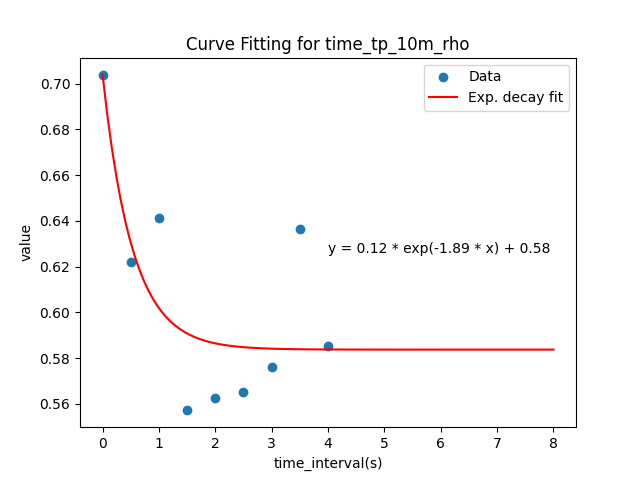 Curve Fitting for time_tp_10m_rho
Data
Exp. decay fit
y = 0.12 * exp(-1.89 * x) + 0.58
value
0.70
0.68
0.66
0.64
0.62
0.60
0.58
0.56
0 1 2 3 4 5 6 7 8
time_interval(s)